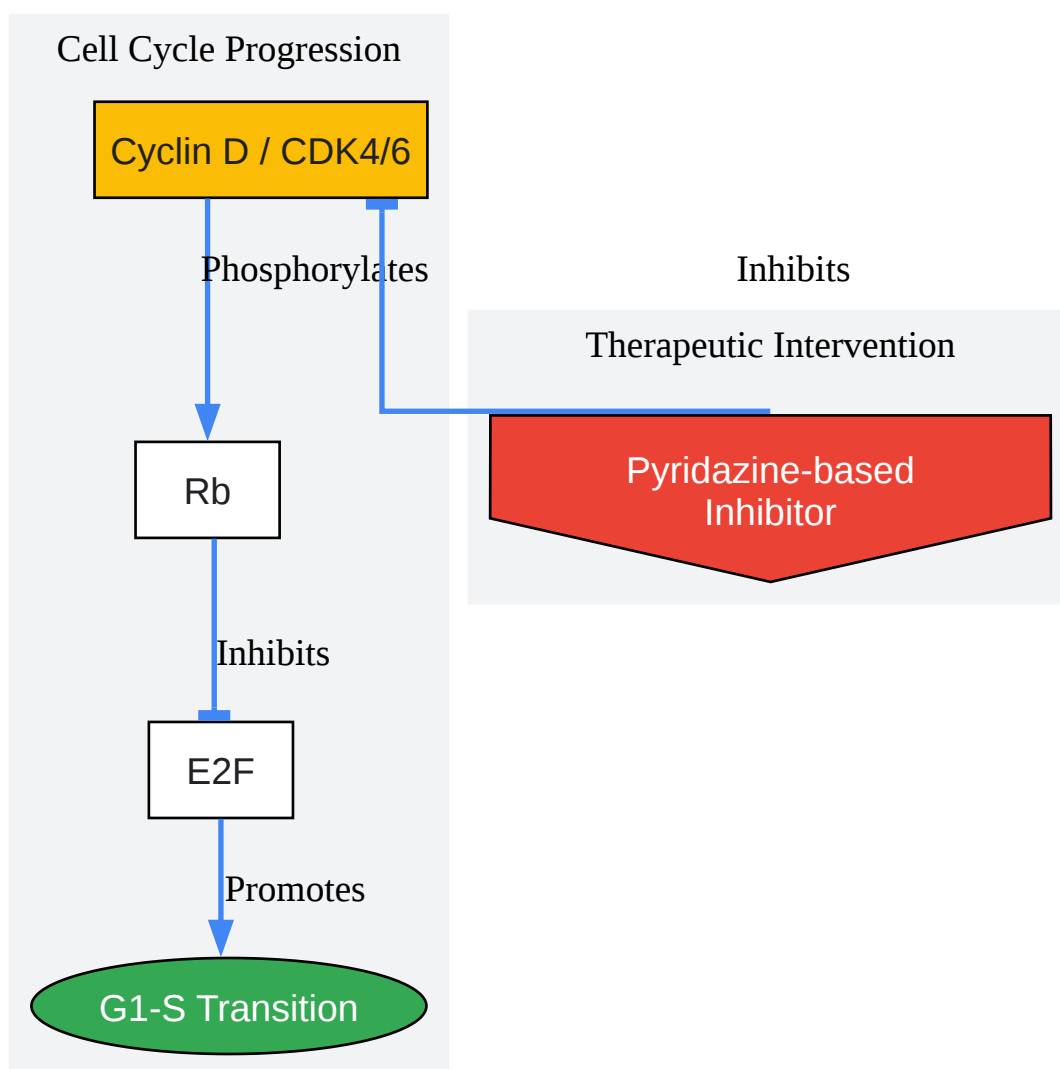 Cell Cycle Progression
Cyclin D / CDK4/6
Phosphorylates
Inhibits
Therapeutic Intervention
Pyridazine-based
Inhibitor
Rb
Inhibits
E2F
Promotes
G1-S Transition